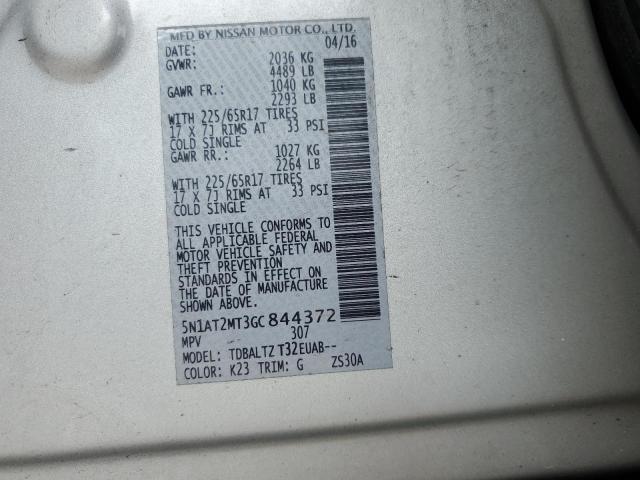 MFD BY NISSAN MOTOR CO., LTD.
DATE: 04/16
GVWR: 2036 KG
4489 LB
GAWR FR.: 1040 KG
2293 LB
WITH 225/65R17 TIRES
17 X 7J RIMS AT 33 PSI
COLD SINGLE
GAWR RR.: 1027 KG
2264 LB
WITH 225/65R17 TIRES
17 X 7J RIMS AT 33 PSI
COLD SINGLE
THIS VEHICLE CONFORMS TO
ALL APPLICABLE FEDERAL
MOTOR VEHICLE SAFETY AND
THEFT PREVENTION
STANDARDS IN EFFECT ON
THE DATE OF MANUFACTURE
SHOWN ABOVE.
5N1AT2MT3GC844372
MPV 307
MODEL: TDBALTZ T32EUAB--
COLOR: K23 TRIM: G ZS30A